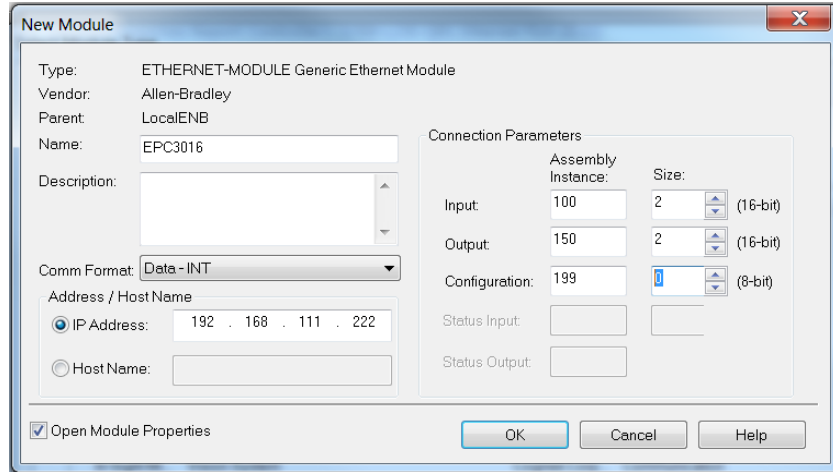 New Module
Type: ETHERNET-MODULE Generic Ethernet Module
Vendor: Allen-Bradley
Parent: LocalENB
Name: EPC3016
Description:
Comm Format: Data - INT
Address / Host Name
IP Address: 192 . 168 . 111 . 222
Host Name:
Connection Parameters
Assembly
Instance: Size:
Input: 100 2 (16-bit)
Output: 150 2 (16-bit)
Configuration: 199 0 (8-bit)
Status Input:
Status Output:
Open Module Properties
OK Cancel Help